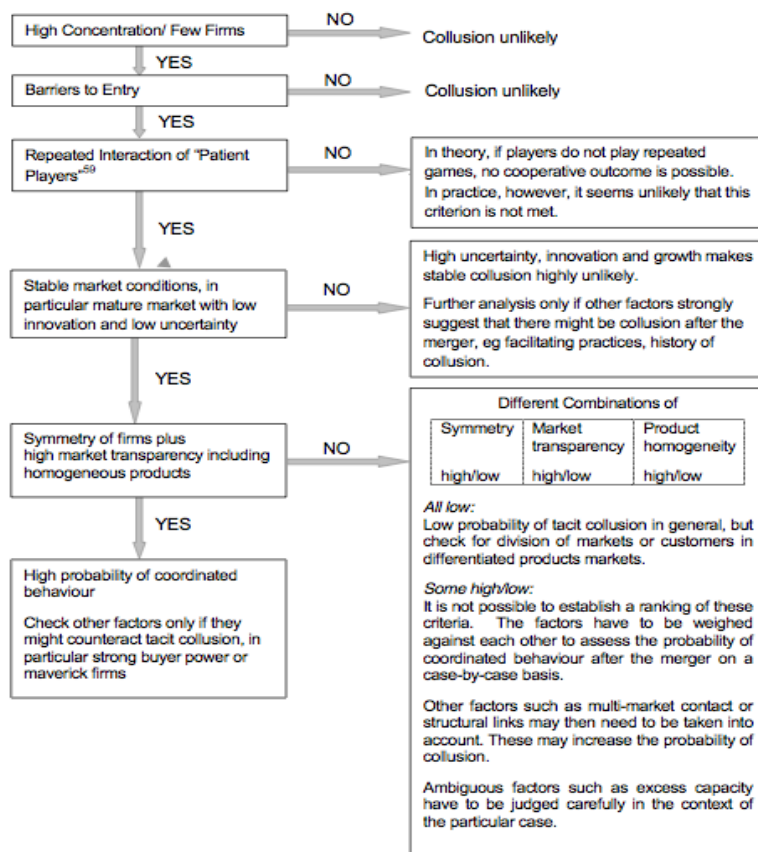 High Concentration/ Few Firms
NO
Collusion unlikely
YES
Barriers to Entry
NO
Collusion unlikely
YES
Repeated Interaction of "Patient
Players"59
NO
In theory, if players do not play repeated
games, no cooperative outcome is possible.
In practice, however, it seems unlikely that this
criterion is not met.
YES
Stable market conditions, in
particular mature market with low
innovation and low uncertainty
NO
High uncertainty, innovation and growth makes
stable collusion highly unlikely.
Further analysis only if other factors strongly
suggest that there might be collusion after the
merger, eg facilitating practices, history of
collusion.
YES
Symmetry of firms plus
high market transparency including
homogeneous products
NO
Different Combinations of
Symmetry
high/low
Market
transparency
high/low
Product
homogeneity
high/low
All low:
Low probability of tacit collusion in general, but
check for division of markets or customers in
differentiated products markets.
Some high/low:
It is not possible to establish a ranking of these
criteria. The factors have to be weighed
against each other to assess the probability of
coordinated behaviour after the merger on a
case-by-case basis.
Other factors such as multi-market contact or
structural links may then need to be taken into
account. These may increase the probability of
collusion.
Ambiguous factors such as excess capacity
have to be judged carefully in the context of
the particular case.
YES
High probability of coordinated
behaviour
Check other factors only if they
might counteract tacit collusion, in
particular strong buyer power or
maverick firms